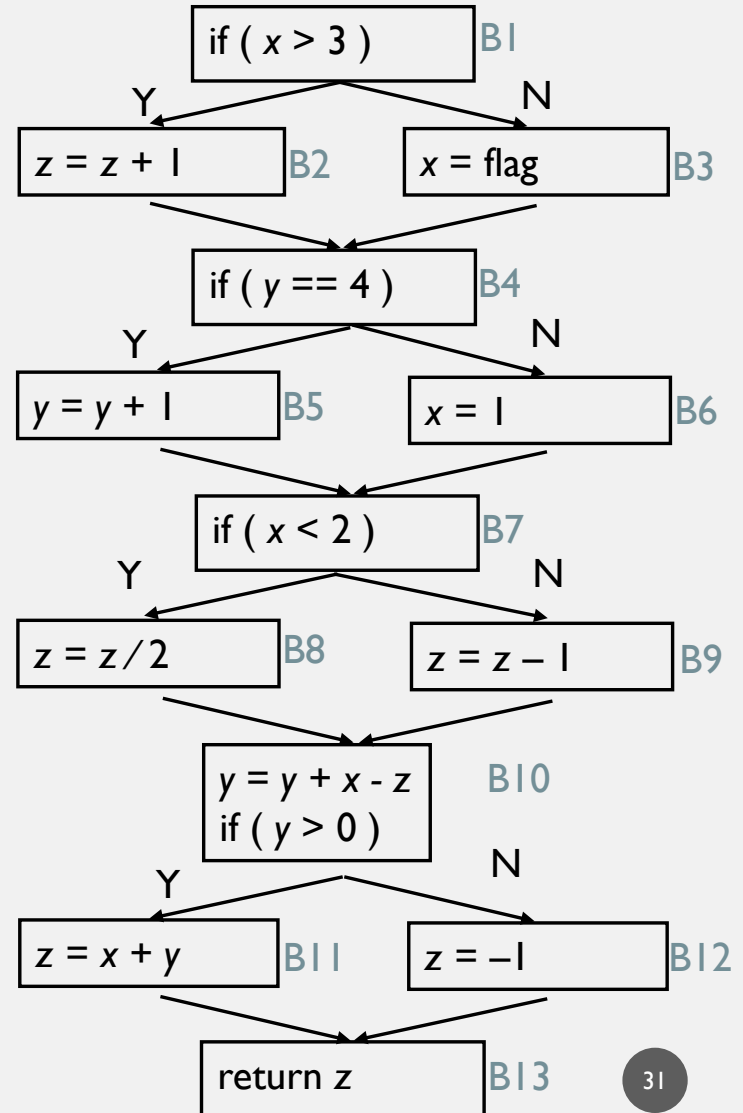 if ( x > 3 ) B1
Y N
z = z + 1 B2 x = flag B3
if ( y == 4 ) B4
Y N
y = y + 1 B5 x = 1 B6
if ( x < 2 ) B7
Y N
z = z / 2 B8 z = z – 1 B9
y = y + x - z B10
if ( y > 0 )
Y N
z = x + y B11 z = –1 B12
return z B13 31